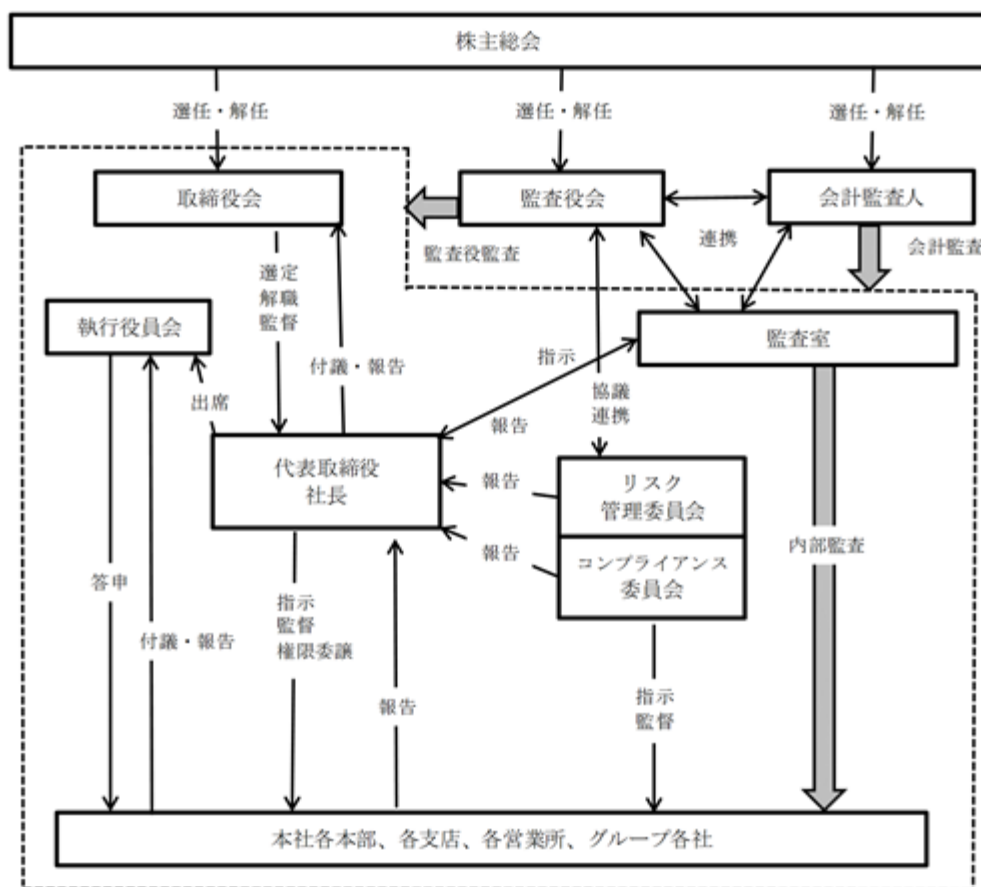 株主総会
選任・解任
選任・解任
選任・解任
取締役会
監査役会
会計監査人
連携
監査役監査
会計監査
選定
解職
監督
執行役員会
監査室
付議・報告
指示
出席
協議
連携
報告
代表取締役
社長
報告
リスク
管理委員会
報告
コンプライアンス
委員会
内部監査
答申
指示
監督
権限委譲
付議・報告
報告
指示
監督
本社各本部、各支店、各営業所、グループ各社